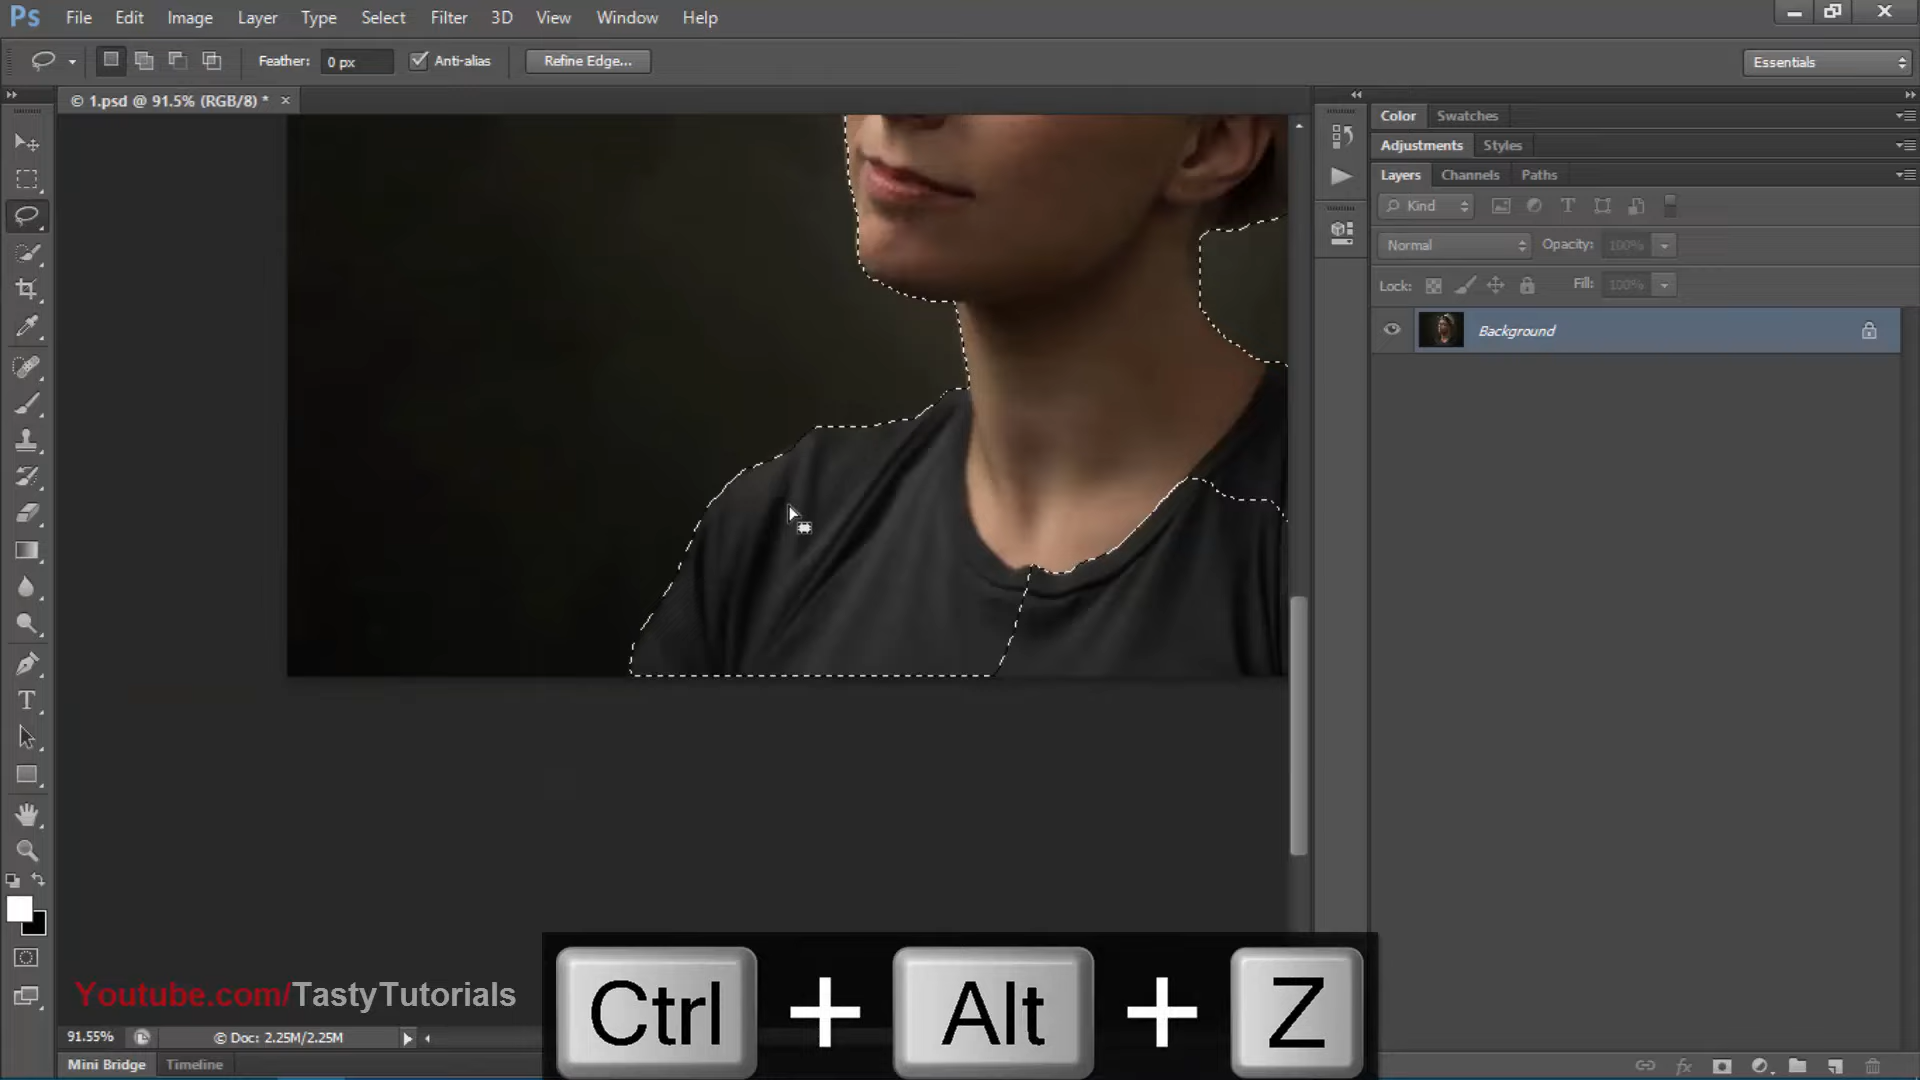 Ps File Edit Image Layer Type Select Filter 3D View Window Help
Feather: 0 px Anti-alias Refine Edge... Essentials
© 1.psd @ 91.5% (RGB/8) * ×
Color Swatches
Adjustments Styles
Layers Channels Paths
Kind
Normal Opacity: 100%
Lock: Fill: 100%
Background
Youtube.com/TastyTutorials
Ctrl + Alt + Z
91.55% © Doc: 2.25M/2.25M
Mini Bridge Timeline